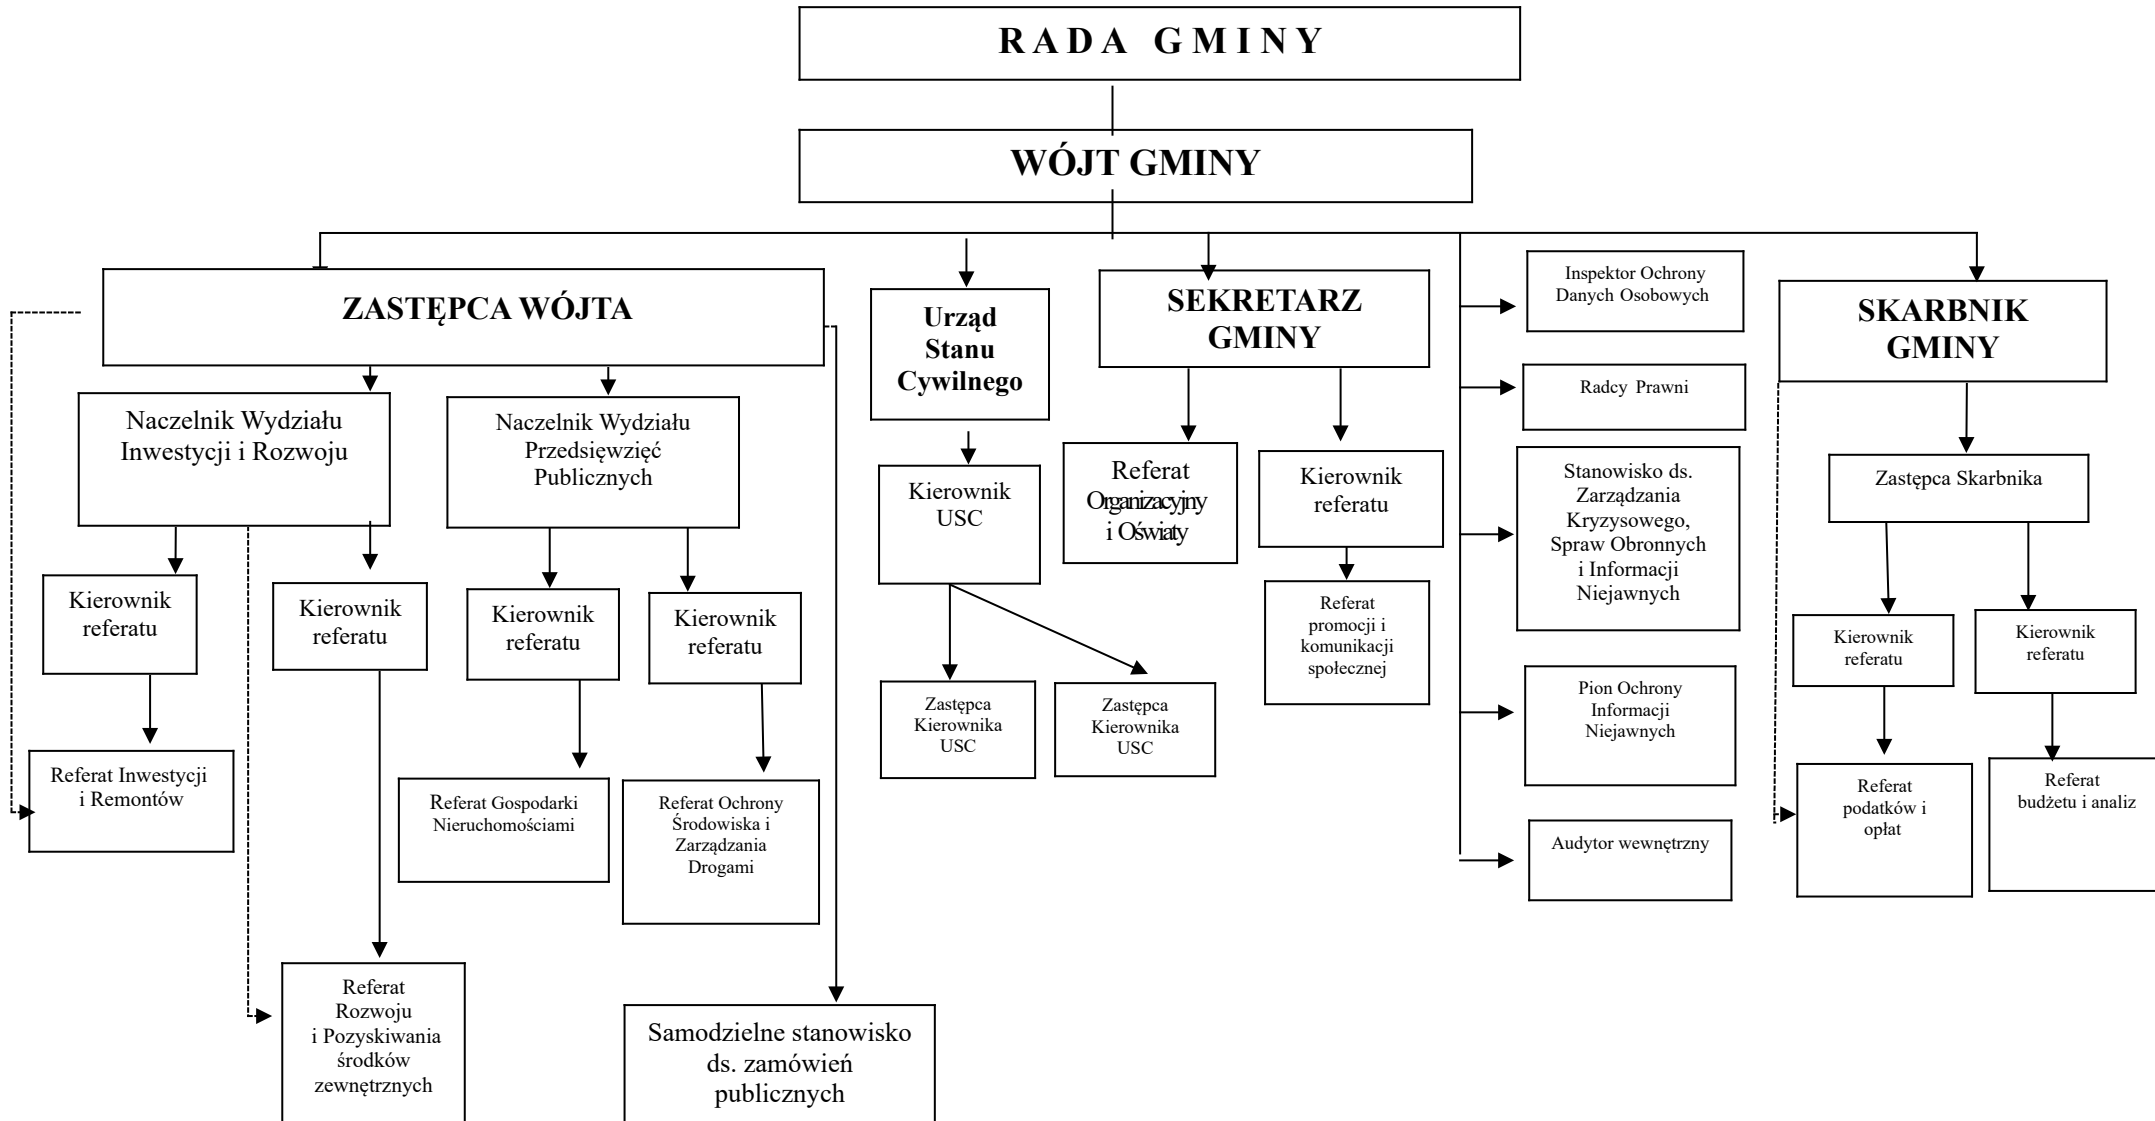 RADA GMINY
WÓJT GMINY
ZASTĘPCA WÓJTA
Urząd
Stanu
Cywilnego
SEKRETARZ
GMINY
Inspektor Ochrony
Danych Osobowych
SKARBNIK
GMINY
Radcy Prawni
Naczelnik Wydziału
Inwestycji i Rozwoju
Naczelnik Wydziału
Przedsięwzięć
Publicznych
Kierownik
USC
Referat
Organizacyjny
i Oświaty
Kierownik
referatu
Stanowisko ds.
Zarządzania
Kryzysowego,
Spraw Obronnych
i Informacji
Niejawnych
Zastępca Skarbnika
Kierownik
referatu
Kierownik
referatu
Kierownik
referatu
Kierownik
referatu
Referat
promocji i
komunikacji
społecznej
Kierownik
referatu
Kierownik
referatu
Zastępca
Kierownika
USC
Zastępca
Kierownika
USC
Pion Ochrony
Informacji
Niejawnych
Referat Inwestycji
i Remontów
Referat Gospodarki
Nieruchomościami
Referat Ochrony
Środowiska i
Zarządzania
Drogami
Audytor wewnętrzny
Referat
podatków i
opłat
Referat
budżetu i analiz
Referat
Rozwoju
i Pozyskiwania
środków
zewnętrznych
Samodzielne stanowisko
ds. zamówień
publicznych